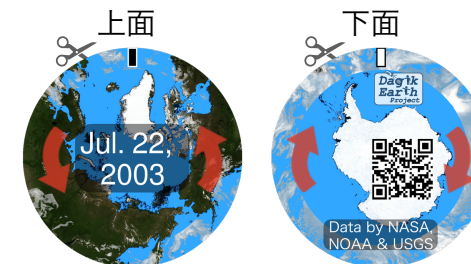 上面
下面
Jul. 22,
2003
Dagik
Earth
Project
Data by NASA,
NOAA & USGS